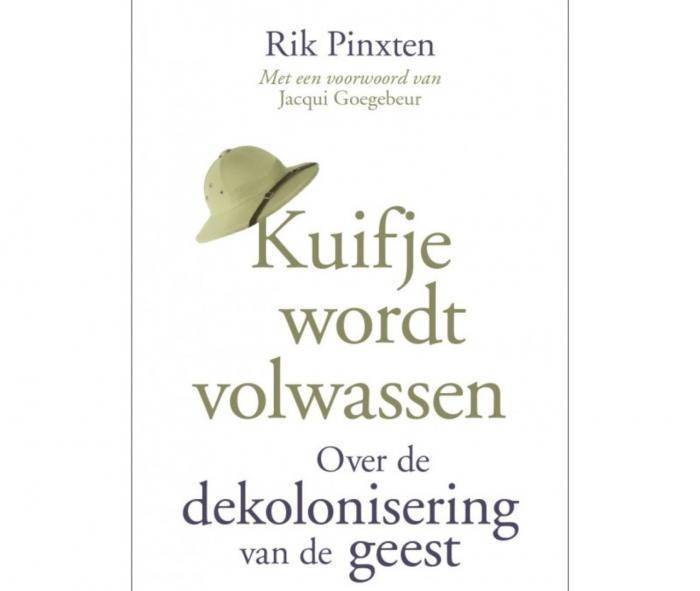 Rik Pinxten
Met een voorwoord van
Jacqui Goegebeur
Kuifje
wordt
volwassen
Over de
dekolonisering
van de geest